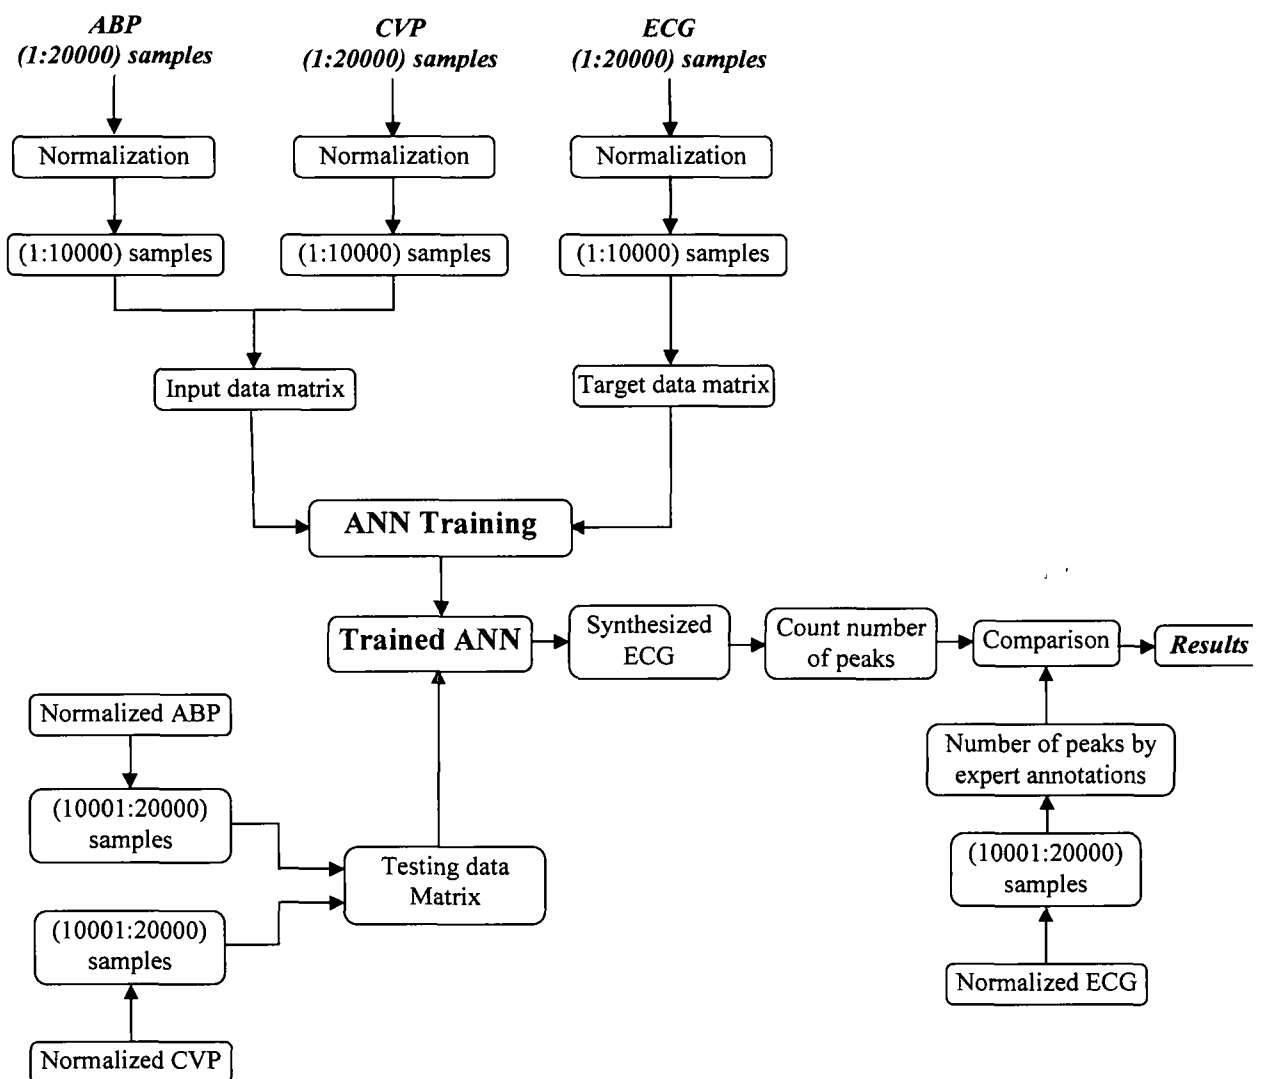 ABP
(1:20000) samples
CVP
(1:20000) samples
ECG
(1:20000) samples
Normalization
Normalization
Normalization
(1:10000) samples
(1:10000) samples
(1:10000) samples
Input data matrix
Target data matrix
ANN Training
Trained ANN
Synthesized
ECG
Count number
of peaks
Comparison
Results
Normalized ABP
(10001:20000)
samples
Testing data
Matrix
(10001:20000)
samples
Normalized CVP
Number of peaks by
expert annotations
(10001:20000)
samples
Normalized ECG